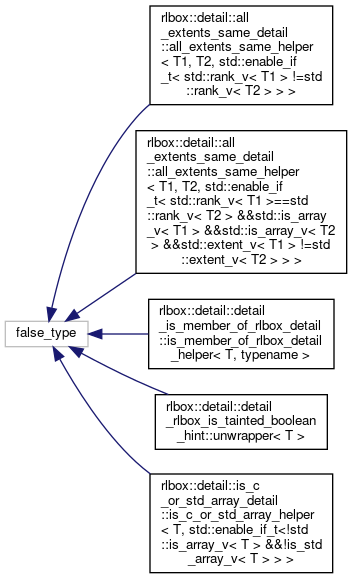 rlbox::detail::all
_extents_same_detail
::all_extents_same_helper
< T1, T2, std::enable_if
_t< std::rank_v< T1 > !=std
::rank_v< T2 > > >
rlbox::detail::all
_extents_same_detail
::all_extents_same_helper
< T1, T2, std::enable_if
_t< std::rank_v< T1 >==std
::rank_v< T2 > &&std::is_array
_v< T1 > &&std::is_array_v< T2
> &&std::extent_v< T1 > !=std
::extent_v< T2 > > >
false_type
rlbox::detail::detail
_is_member_of_rlbox_detail
::is_member_of_rlbox_detail
_helper< T, typename >
rlbox::detail::detail
_rlbox_is_tainted_boolean
_hint::unwrapper< T >
rlbox::detail::is_c
_or_std_array_detail
::is_c_or_std_array_helper
< T, std::enable_if_t<!std
::is_array_v< T > &&!is_std
_array_v< T > > >